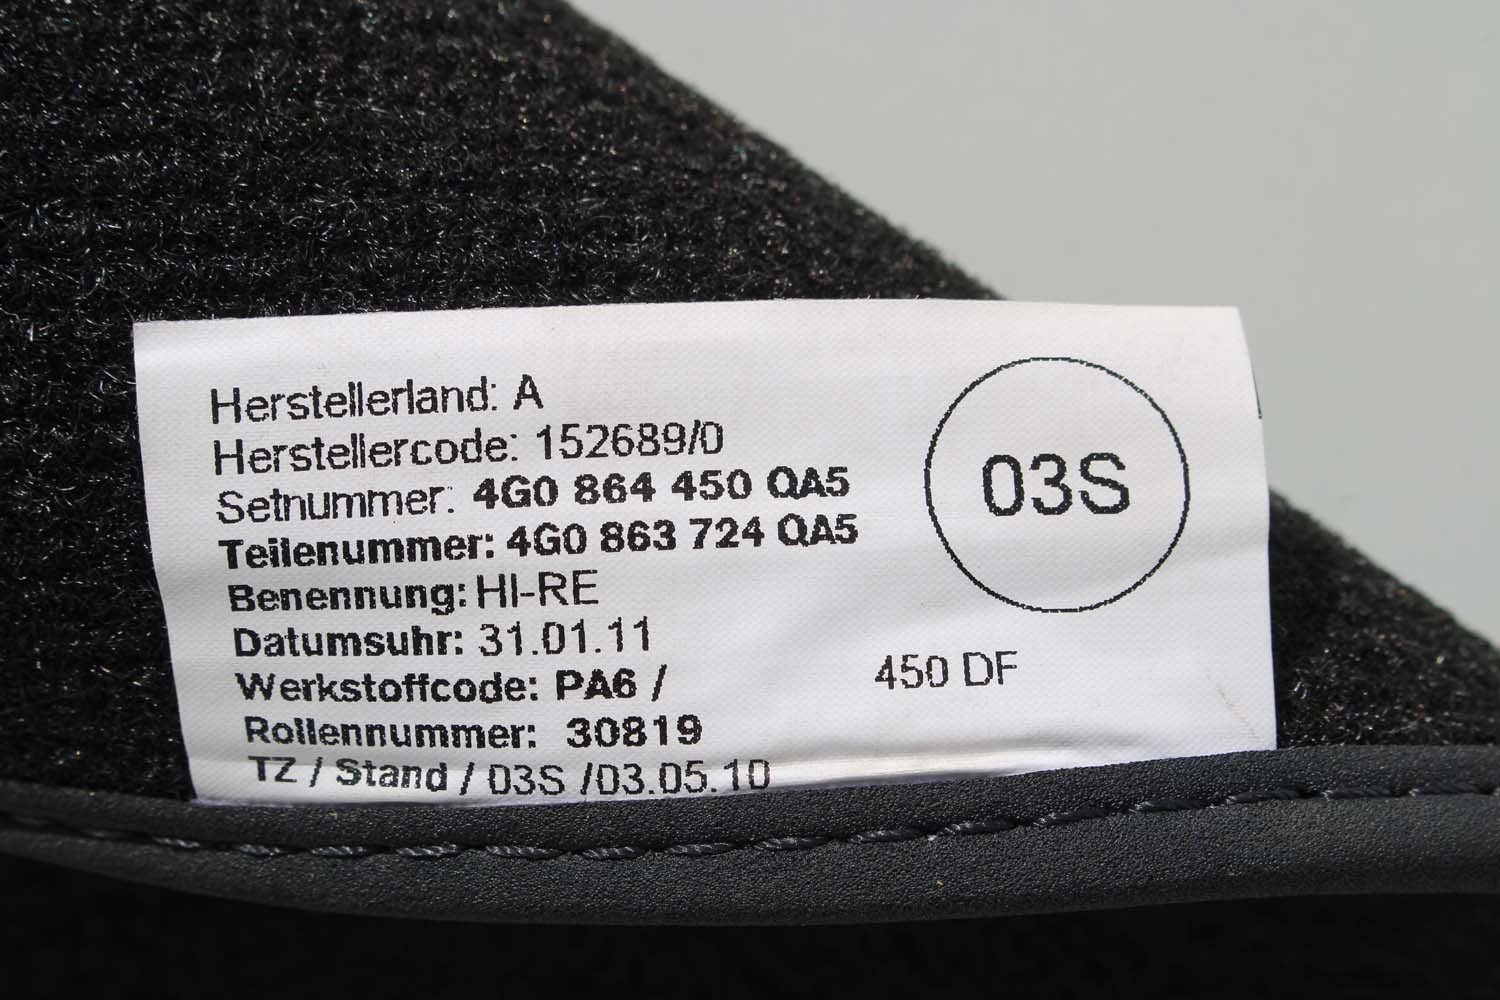 Herstellerland: A
Herstellercode: 152689/0
Setnummer: 4G0 864 450 QA5
Teilenummer: 4G0 863 724 QA5
Benennung: HI-RE
Datumsuhr: 31.01.11
Werkstoffcode: PA6 /
Rollennummer: 30819
TZ / Stand / 03S /03.05.10
03S
450 DF